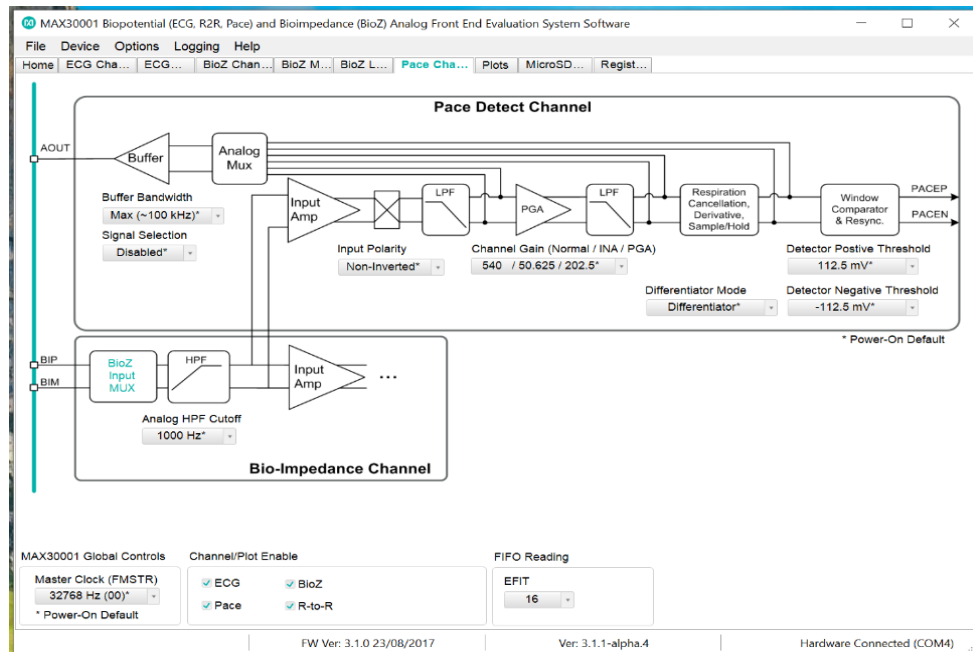 MAX30001 Biopotential (ECG, R2R, Pace) and Bioimpedance (BioZ) Analog Front End Evaluation System Software
File Device Options Logging Help
Home ECG Cha... ECG... BioZ Chan... BioZ M... BioZ L... Pace Cha... Plots MicroSD... Regist...
Pace Detect Channel
AOUT
Buffer
Analog
Mux
Buffer Bandwidth
Max (~100 kHz)*
Signal Selection
Disabled*
Input
Amp
LPF
PGA
LPF
Respiration
Cancellation,
Derivative,
Sample/Hold
Window
Comparator
& Resync.
PACEP
PACEN
Input Polarity
Non-Inverted*
Channel Gain (Normal / INA / PGA)
540 / 50.625 / 202.5*
Detector Postive Threshold
112.5 mV*
Differentiator Mode
Differentiator*
Detector Negative Threshold
-112.5 mV*
* Power-On Default
BIP
BIM
BioZ
Input
MUX
HPF
Input
Amp
...
Analog HPF Cutoff
1000 Hz*
Bio-Impedance Channel
MAX30001 Global Controls
Master Clock (FMSTR)
32768 Hz (00)*
* Power-On Default
Channel/Plot Enable
ECG BioZ
Pace R-to-R
FIFO Reading
EFIT
16
FW Ver: 3.1.0 23/08/2017 Ver: 3.1.1-alpha.4 Hardware Connected (COM4)